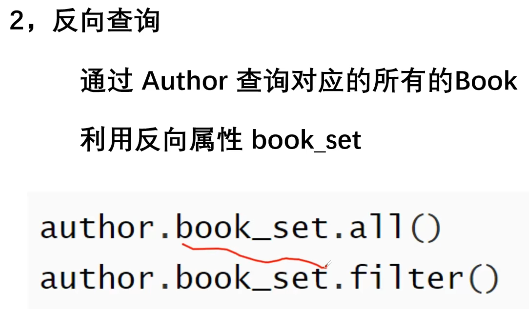 2，反向查询
通过 Author 查询对应的所有的Book
利用反向属性 book_set
author.book_set.all()
author.book_set.filter()